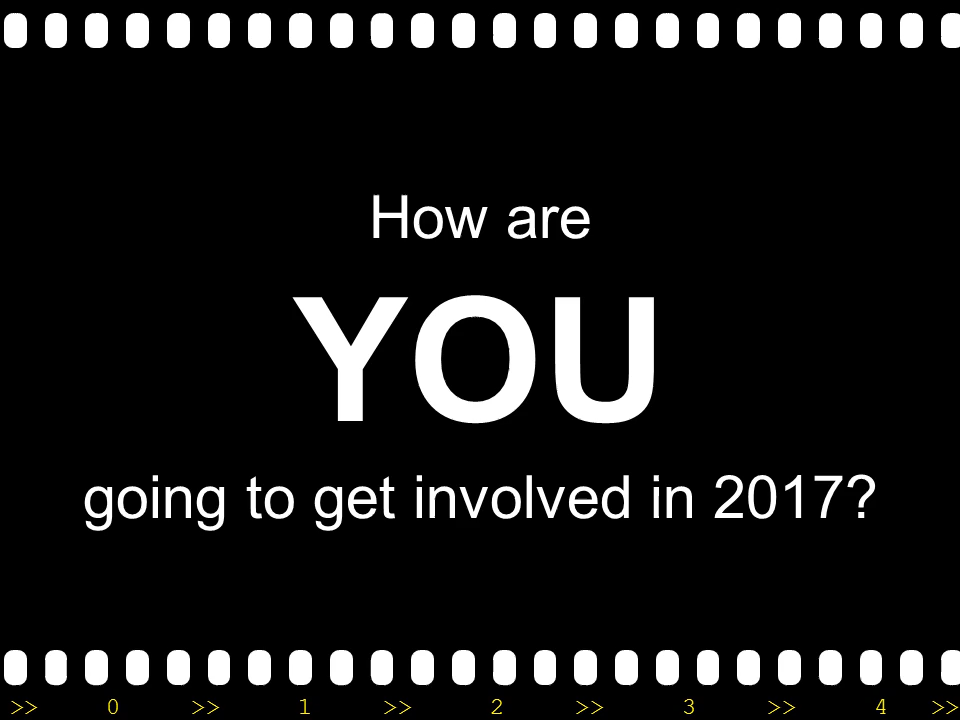 How are
YOU
going to get involved in 2017?
>> 0 >> 1 >> 2 >> 3 >> 4 >>